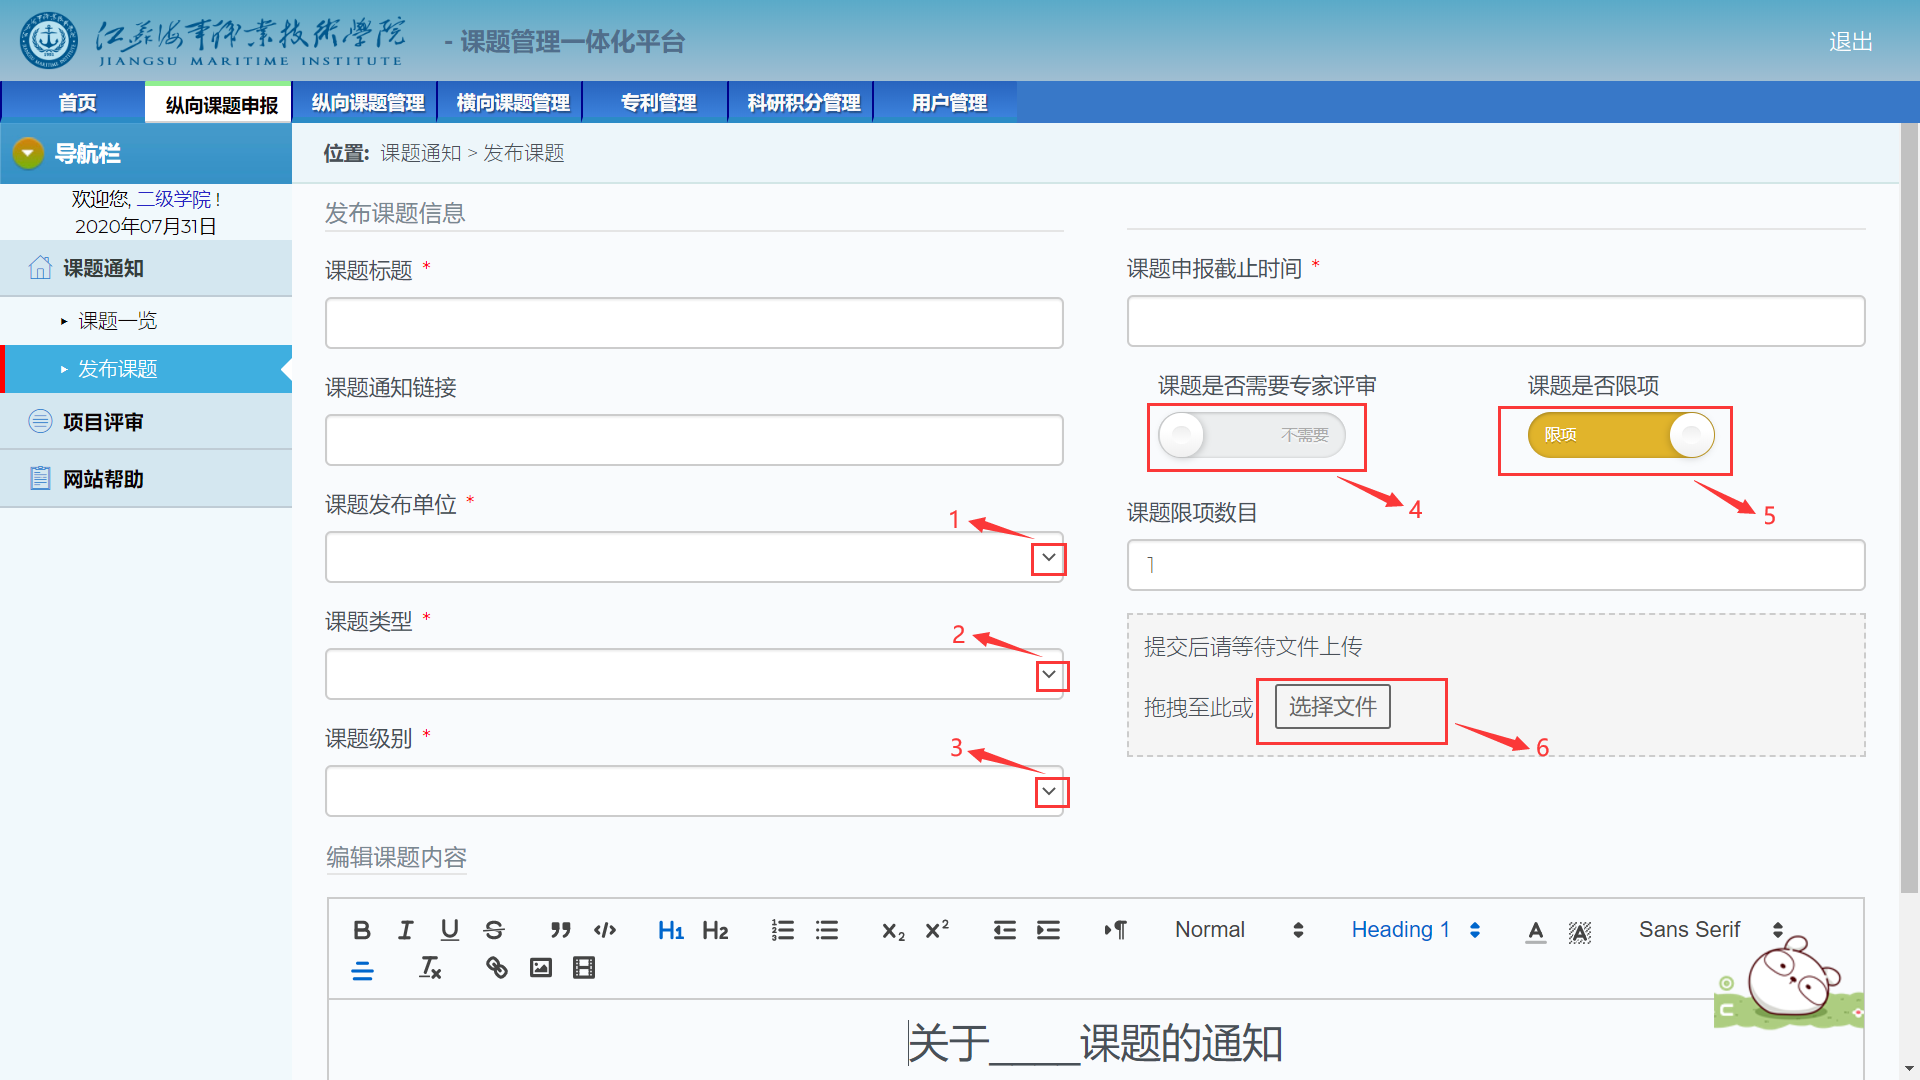 江苏海事职业技术学院
JIANGSU MARITIME INSTITUTE
- 课题管理一体化平台
退出
首页
纵向课题申报
纵向课题管理
横向课题管理
专利管理
科研积分管理
用户管理
导航栏
欢迎您, 二级学院 !
2020年07月31日
课题通知
课题一览
发布课题
项目评审
网站帮助
位置: 课题通知 > 发布课题
发布课题信息
课题标题 *
课题通知链接
课题发布单位 *
1
课题类型 *
2
课题级别 *
3
课题申报截止时间 *
课题是否需要专家评审
不需要
4
课题是否限项
限项
5
课题限项数目
1
提交后请等待文件上传
拖拽至此或 选择文件
6
编辑课题内容
Normal
Heading 1
Sans Serif
关于____课题的通知